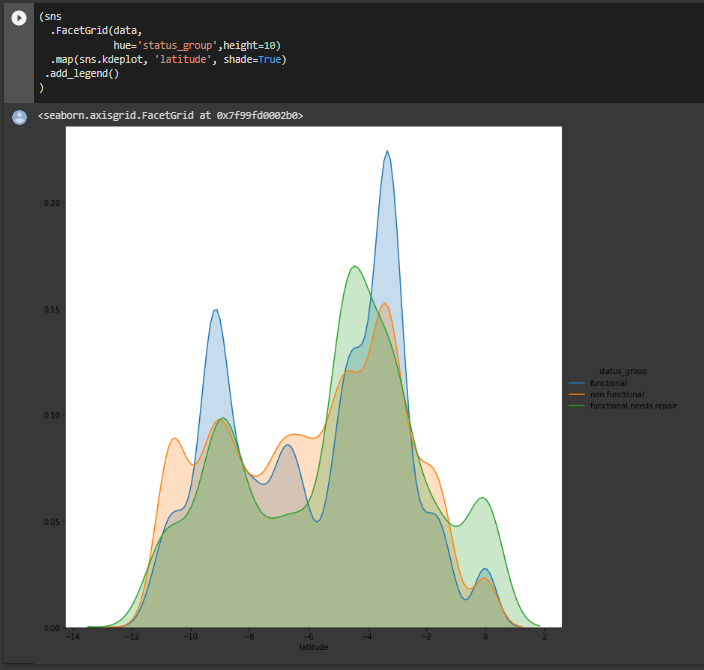 (sns
.FacetGrid(data,
hue='status_group',height=10)
.map(sns.kdeplot, 'latitude', shade=True)
.add_legend()
)
<seaborn.axisgrid.FacetGrid at 0x7f99fd0002b0>
0.20
0.15
0.10
0.05
0.00
−14 −12 −10 −8 −6 −4 −2 0 2
latitude
status_group
functional
non functional
functional needs repair